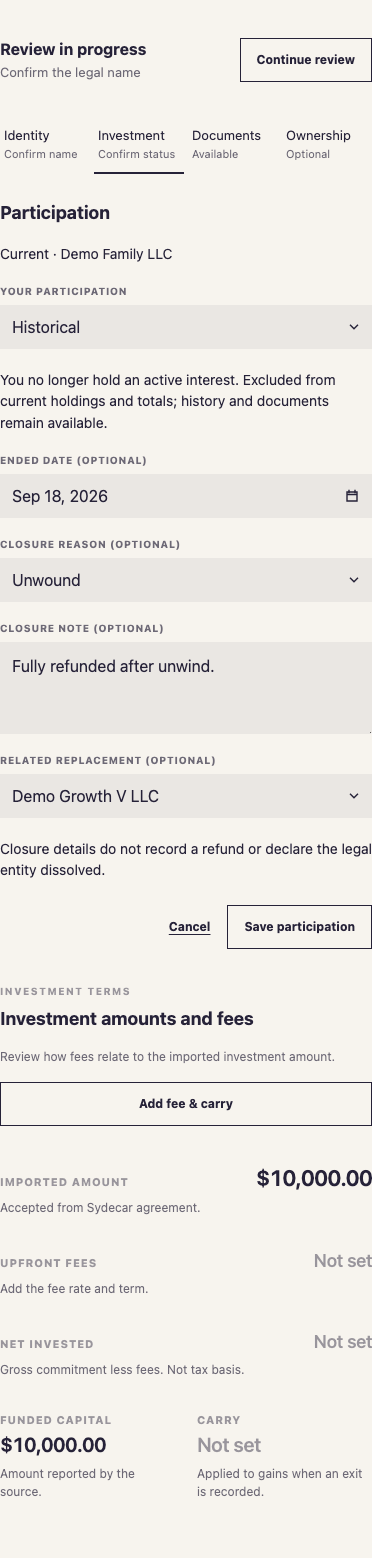 Review in progress
Confirm the legal name
Continue review
Identity
Confirm name
Investment
Confirm status
Documents
Available
Ownership
Optional
Participation
Current · Demo Family LLC
YOUR PARTICIPATION
Historical
You no longer hold an active interest. Excluded from
current holdings and totals; history and documents
remain available.
ENDED DATE (OPTIONAL)
Sep 18, 2026
CLOSURE REASON (OPTIONAL)
Unwound
CLOSURE NOTE (OPTIONAL)
Fully refunded after unwind.
RELATED REPLACEMENT (OPTIONAL)
Demo Growth V LLC
Closure details do not record a refund or declare the legal
entity dissolved.
Cancel
Save participation
INVESTMENT TERMS
Investment amounts and fees
Review how fees relate to the imported investment amount.
Add fee & carry
IMPORTED AMOUNT
$10,000.00
Accepted from Sydecar agreement.
UPFRONT FEES
Not set
Add the fee rate and term.
NET INVESTED
Not set
Gross commitment less fees. Not tax basis.
FUNDED CAPITAL
$10,000.00
Amount reported by the
source.
CARRY
Not set
Applied to gains when an exit
is recorded.